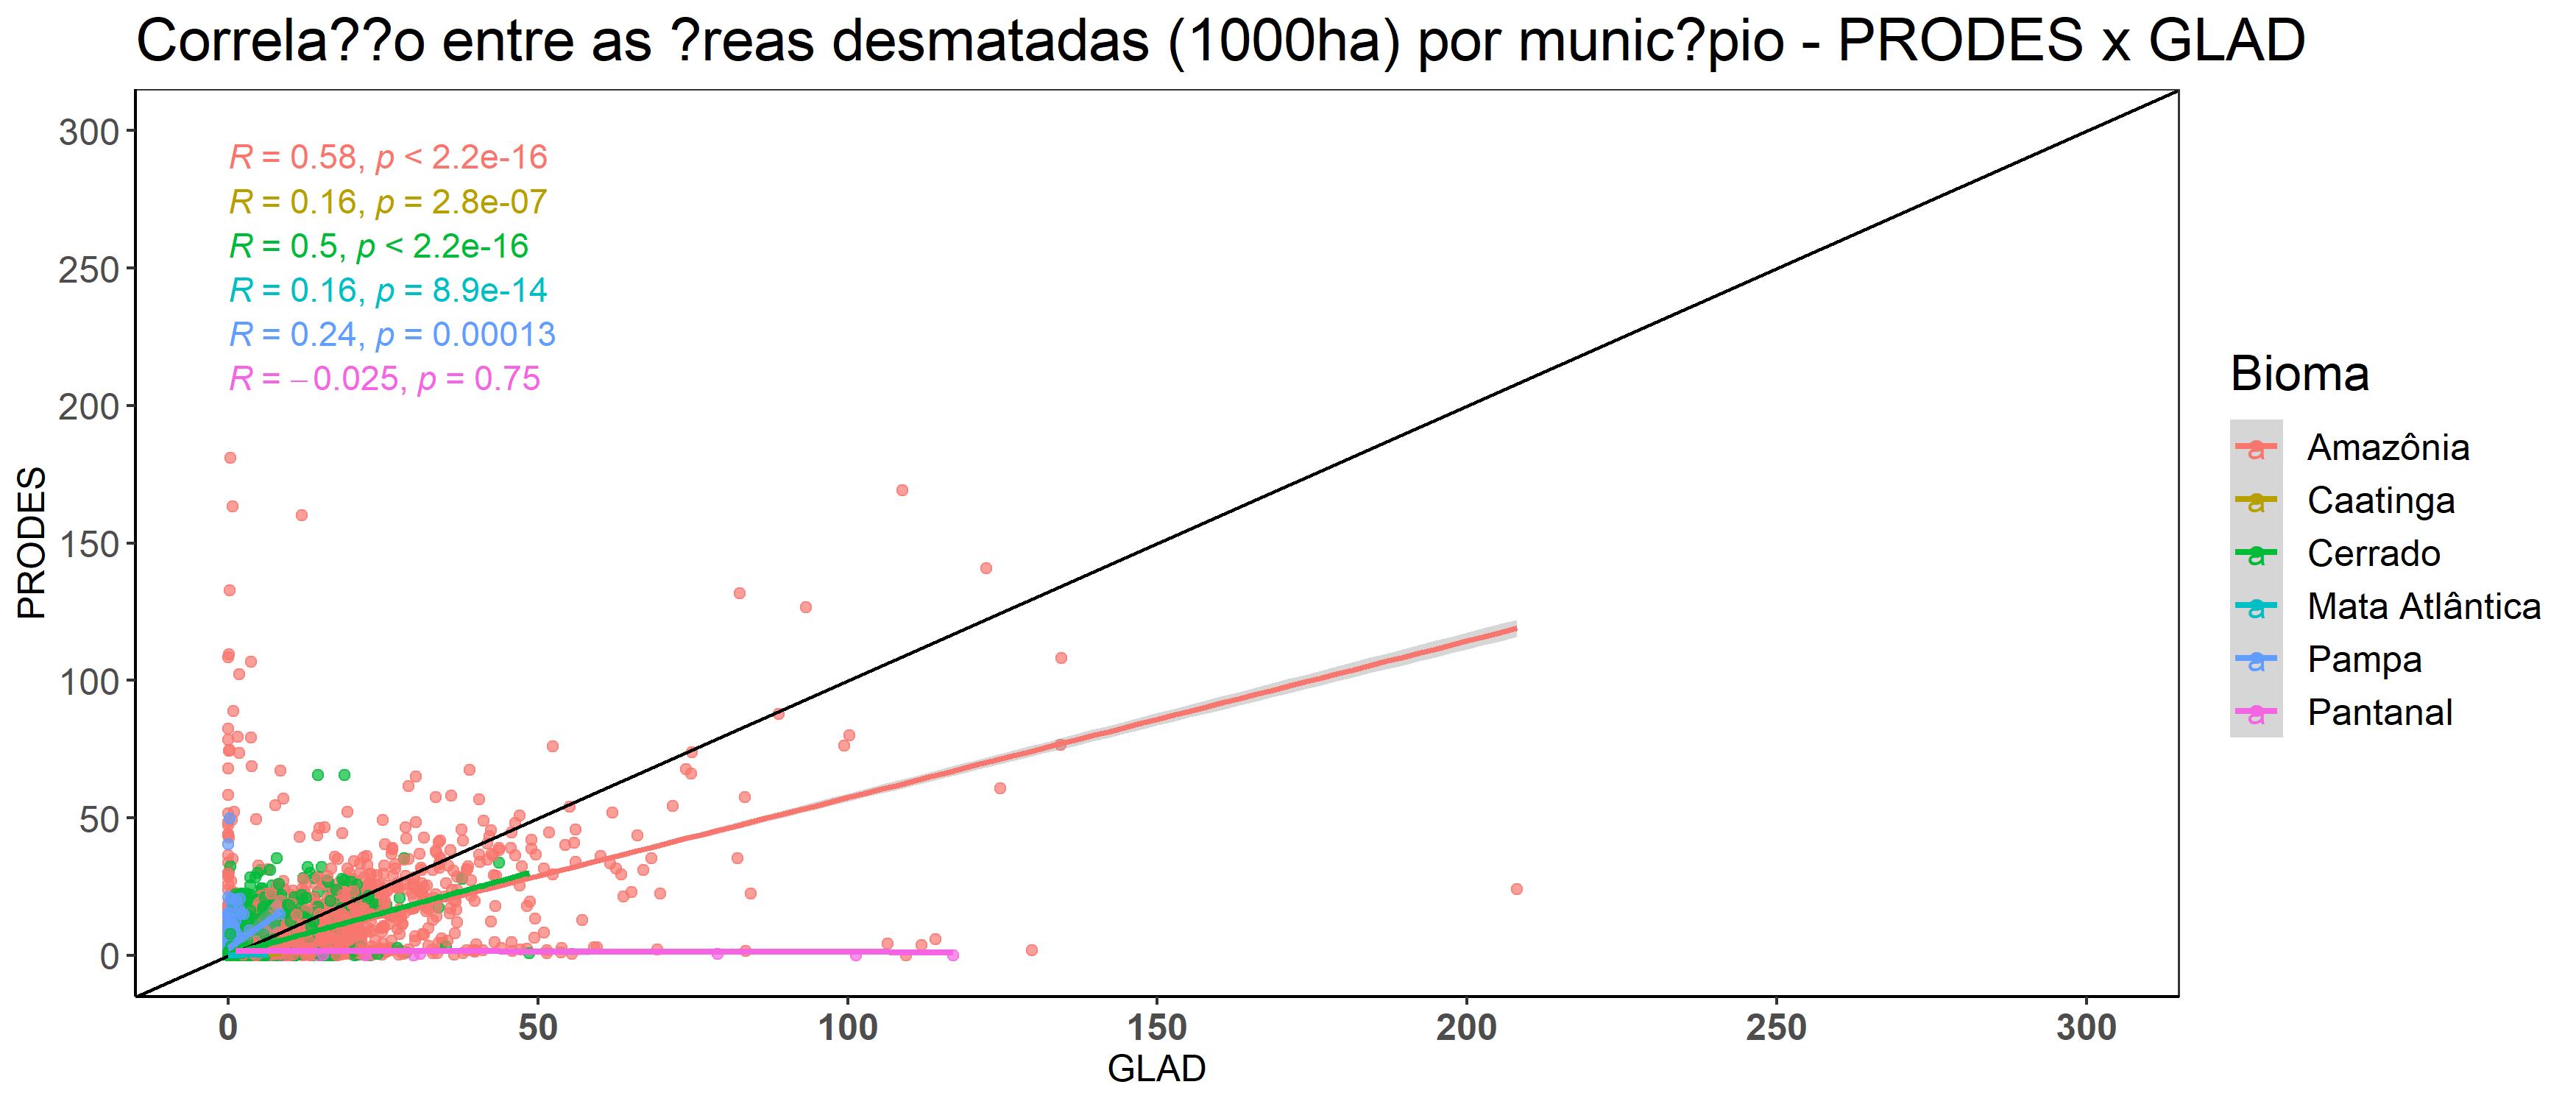 Correla??o entre as ?reas desmatadas (1000ha) por munic?pio - PRODES x GLAD
300
250
200
150
100
50
0
PRODES
R = 0.58, p < 2.2e-16
R = 0.16, p = 2.8e-07
R = 0.5, p < 2.2e-16
R = 0.16, p = 8.9e-14
R = 0.24, p = 0.00013
R = −0.025, p = 0.75
0 50 100 150 200 250 300
GLAD
Bioma
a Amazônia
a Caatinga
a Cerrado
a Mata Atlântica
a Pampa
a Pantanal